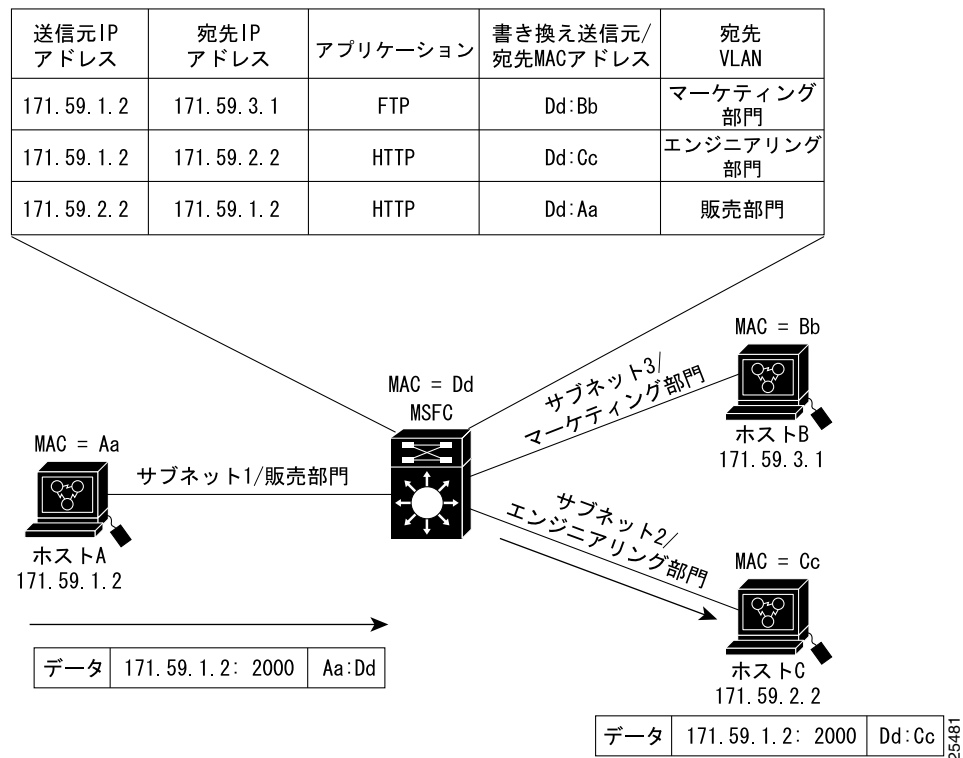 送信元IP
アドレス
宛先IP
アドレス
アプリケーション
書き換え送信元/
宛先MACアドレス
宛先
VLAN
171.59.1.2
171.59.3.1
FTP
Dd:Bb
マーケティング
部門
171.59.1.2
171.59.2.2
HTTP
Dd:Cc
エンジニアリング
部門
171.59.2.2
171.59.1.2
HTTP
Dd:Aa
販売部門
MAC = Bb
サブネット3/
マーケティング部門
ホストB
171.59.3.1
MAC = Dd
MSFC
MAC = Aa
サブネット1/販売部門
ホストA
171.59.1.2
サブネット2/
エンジニアリング部門
MAC = Cc
ホストC
171.59.2.2
データ 171.59.1.2: 2000 Aa:Dd
データ 171.59.1.2: 2000 Dd:Cc
25481